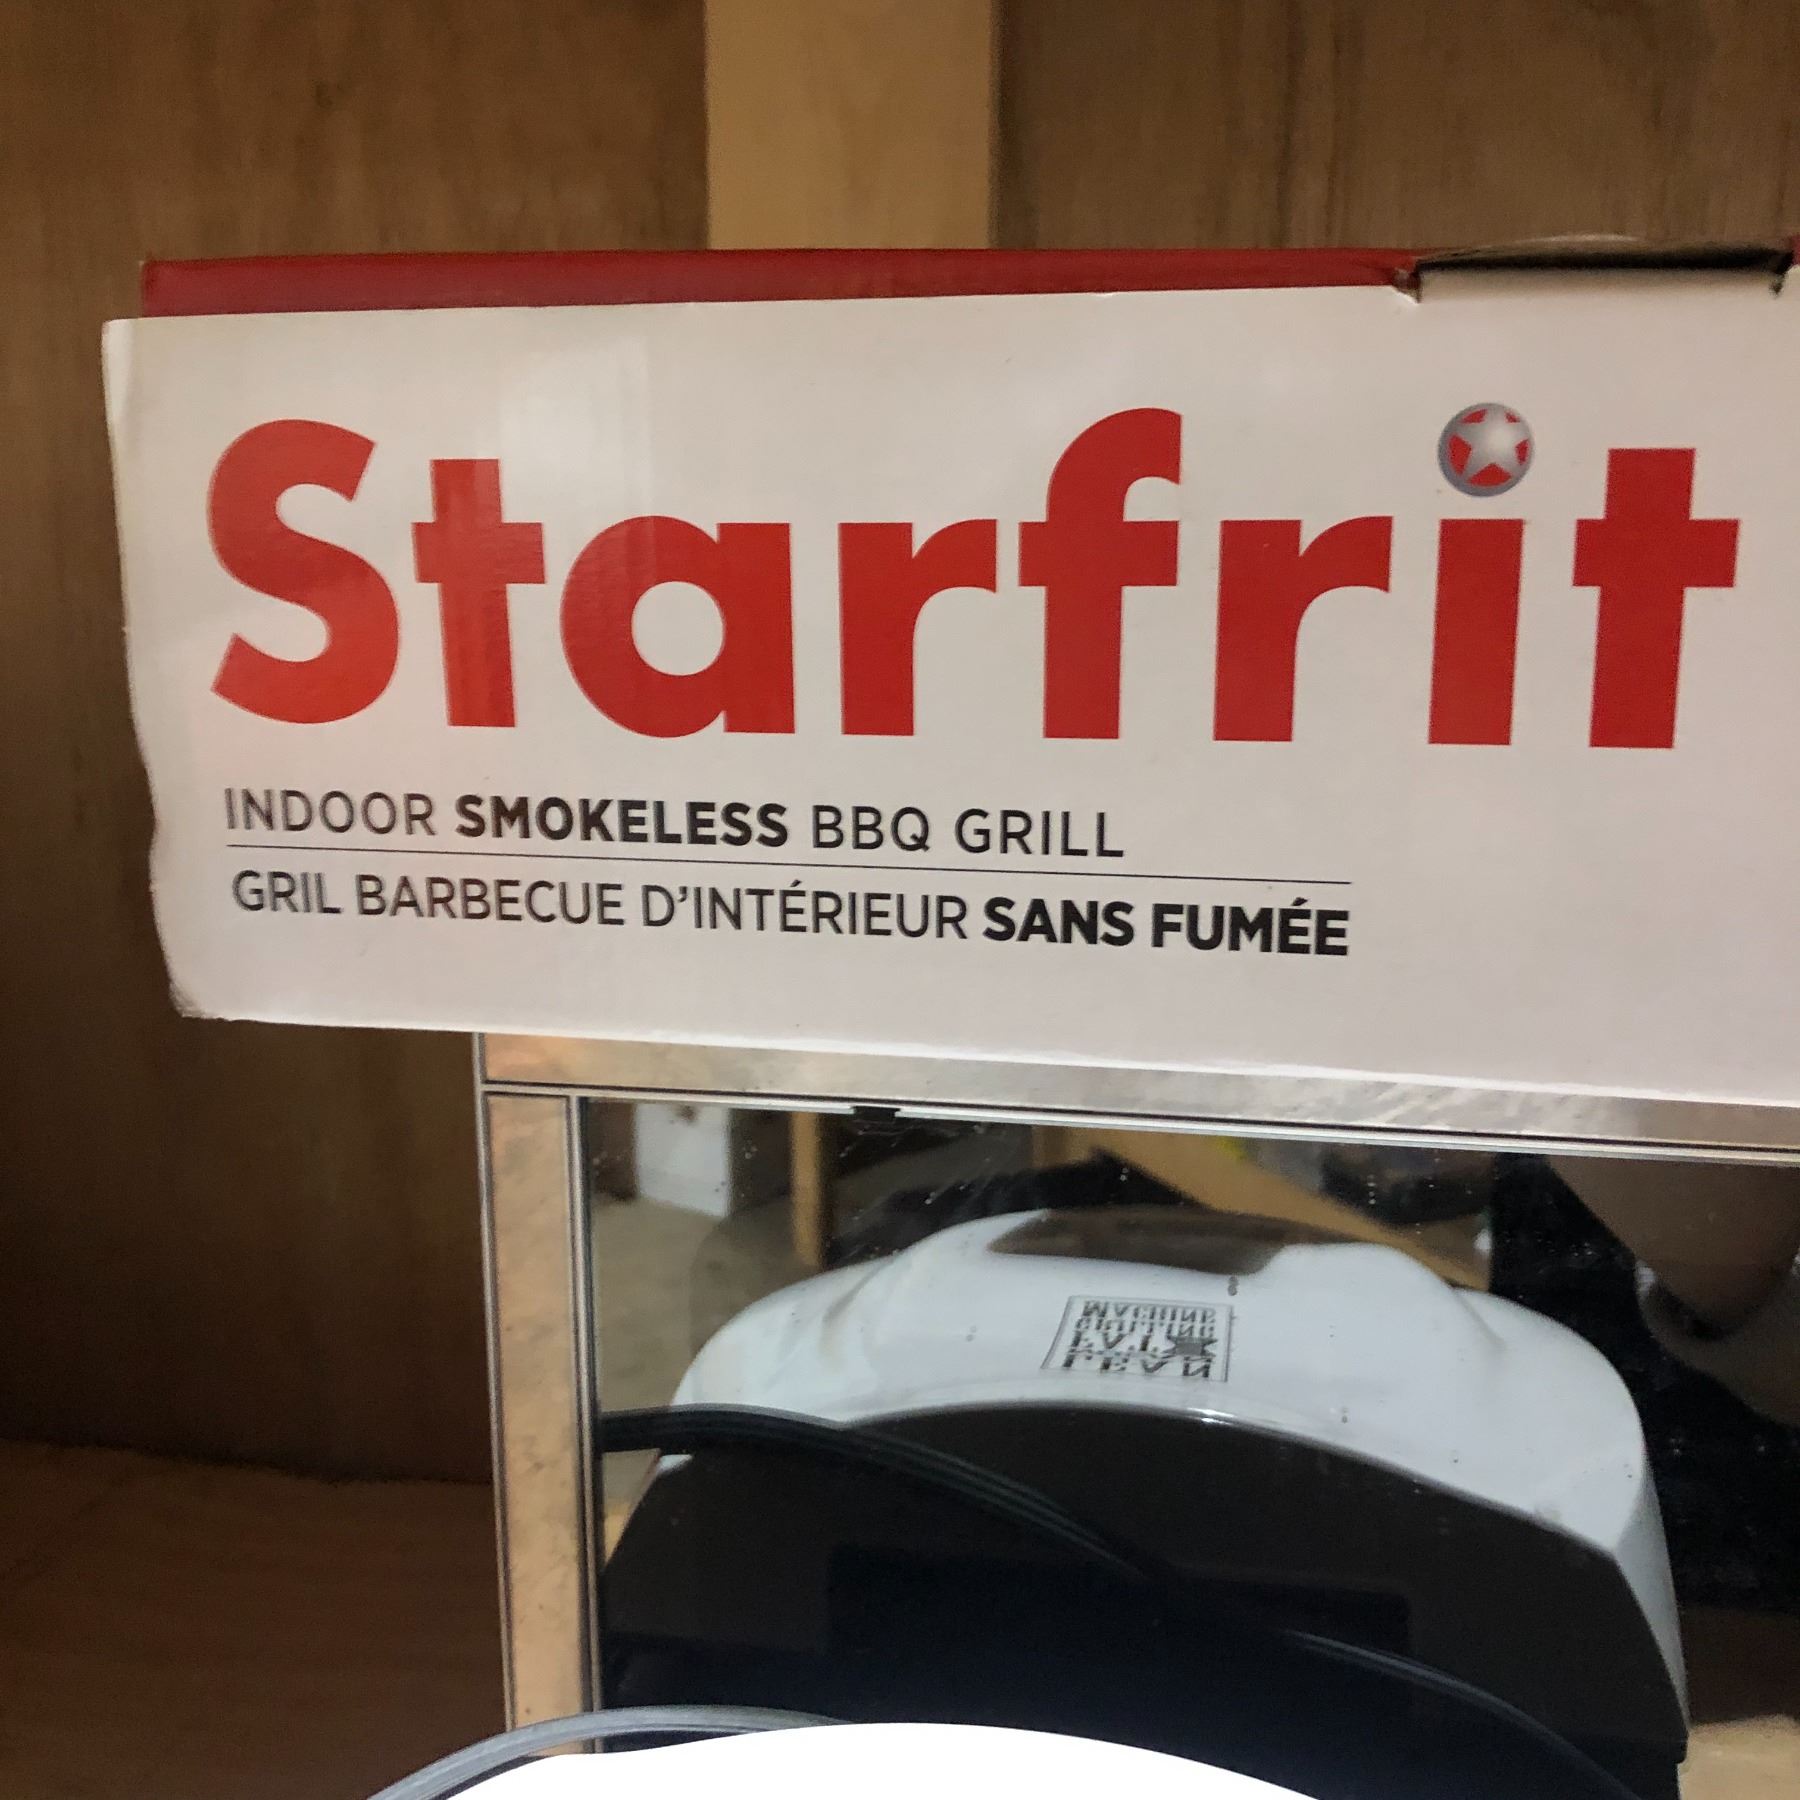 Starfrit
INDOOR SMOKELESS BBQ GRILL
GRIL BARBECUE D'INTÉRIEUR SANS FUMÉE